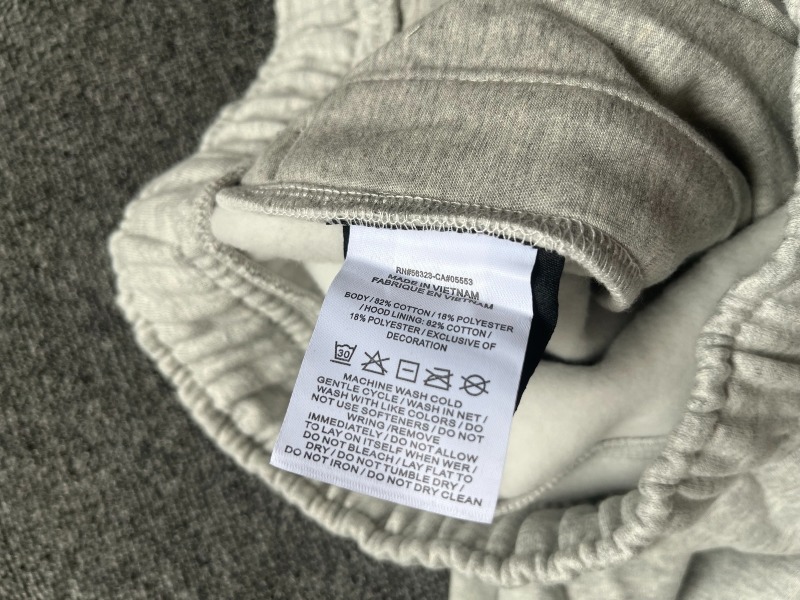 RN#56323-CA#05553
MADE IN VIETNAM
FABRIQUE EN VIETNAM
BODY / 82% COTTON / 18% POLYESTER
/ HOOD LINING: 82% COTTON /
18% POLYESTER / EXCLUSIVE OF
DECORATION
30
MACHINE WASH COLD
GENTLE CYCLE / WASH IN NET /
WASH WITH LIKE COLORS / DO
NOT USE SOFTENERS / DO NOT
WRING /REMOVE
IMMEDIATELY / DO NOT ALLOW
TO LAY ON ITSELF WHEN WER /
DO NOT BLEACH / LAY FLAT TO
DRY / DO NOT TUMBLE DRY /
DO NOT IRON / DO NOT DRY CLEAN